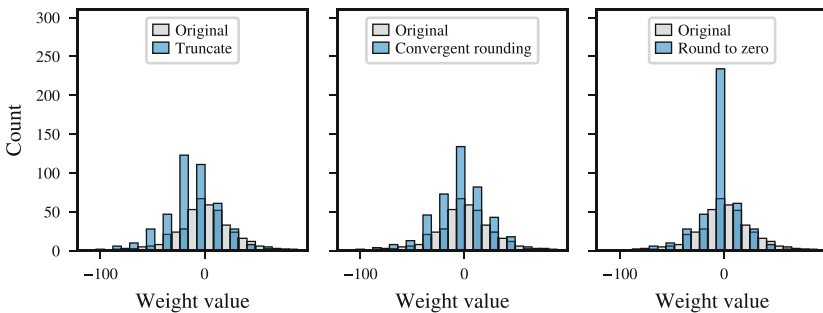 Original
Truncate
Original
Convergent rounding
Original
Round to zero
Count
300
250
200
150
100
50
0
−100
0
−100
0
−100
0
Weight value
Weight value
Weight value